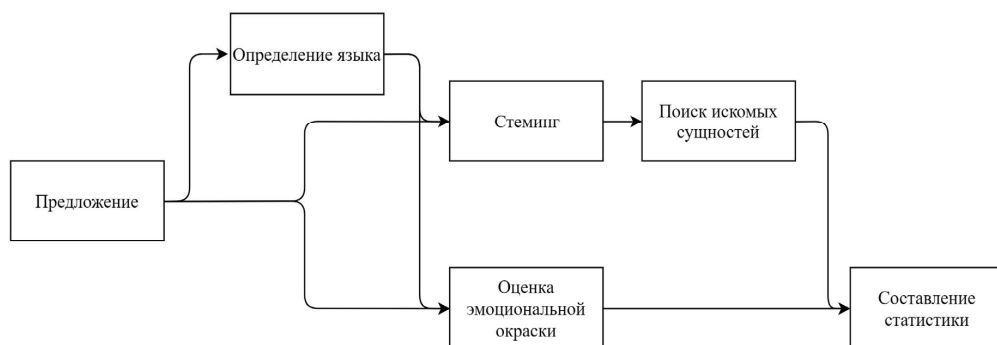 Определение языка
Стеминг
Поиск искомых
сущностей
Предложение
Оценка
эмоциональной
окраски
Составление
статистики